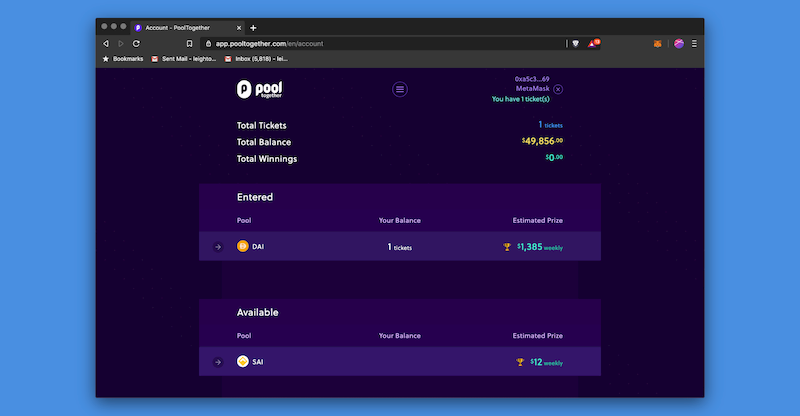 Account - PoolTogether
app.pooltogether.com/en/account
Bookmarks Sent Mail - leighto... Inbox (5,818) - lei...
pool
together
0xa5c3...69
MetaMask
You have 1 ticket(s)
Total Tickets 1 tickets
Total Balance $49,856.00
Total Winnings $0.00
Entered
Pool Your Balance Estimated Prize
DAI 1 tickets $1,385 weekly
Available
Pool Your Balance Estimated Prize
SAI $12 weekly